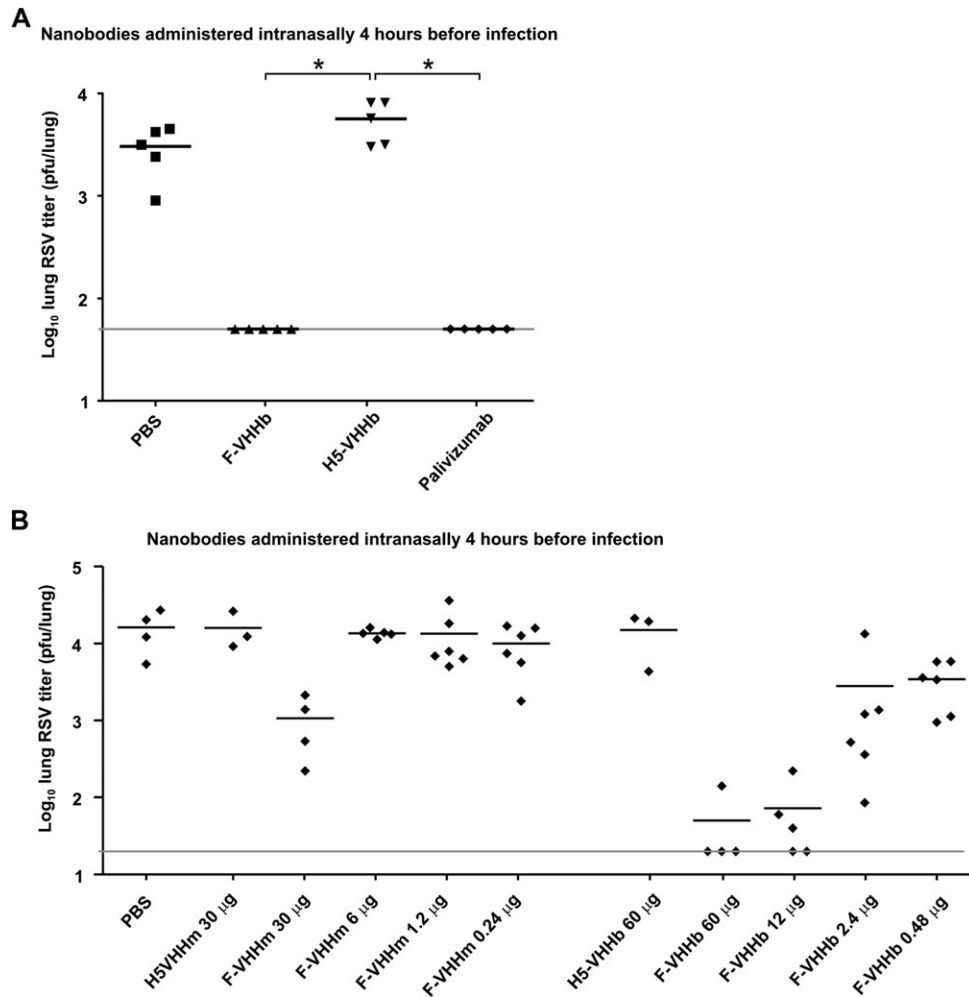 A
Nanobodies administered intranasally 4 hours before infection
* *
Log₁₀ lung RSV titer (pfu/lung)
4
3
2
1
PBS
F-VHHb
H5-VHHb
Palivizumab
B
Nanobodies administered intranasally 4 hours before infection
Log₁₀ lung RSV titer (pfu/lung)
5
4
3
2
1
PBS
H5VHHm 30 µg
F-VHHm 30 µg
F-VHHm 6 µg
F-VHHm 1.2 µg
F-VHHm 0.24 µg
H5-VHHb 60 µg
F-VHHb 60 µg
F-VHHb 12 µg
F-VHHb 2.4 µg
F-VHHb 0.48 µg